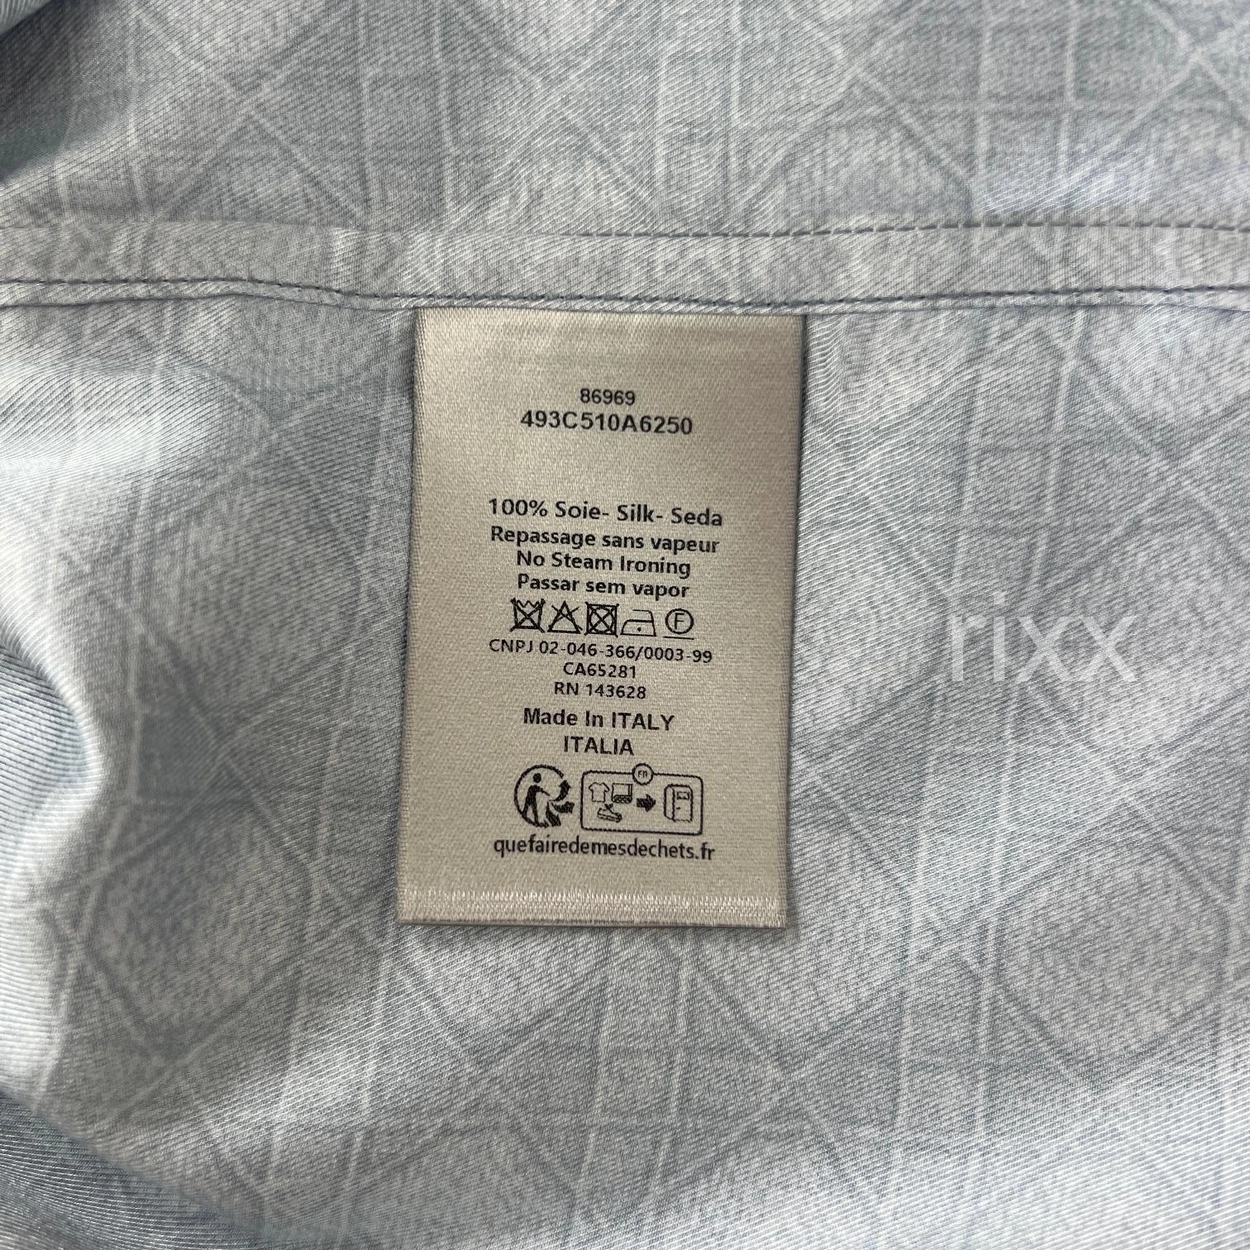 86969
493C510A6250
100% Soie- Silk- Seda
Repassage sans vapeur
No Steam Ironing
Passar sem vapor
F
CNPJ 02-046-366/0003-99
CA65281
RN 143628
Made In ITALY
ITALIA
FR
quefairedemesdechets.fr
rixx